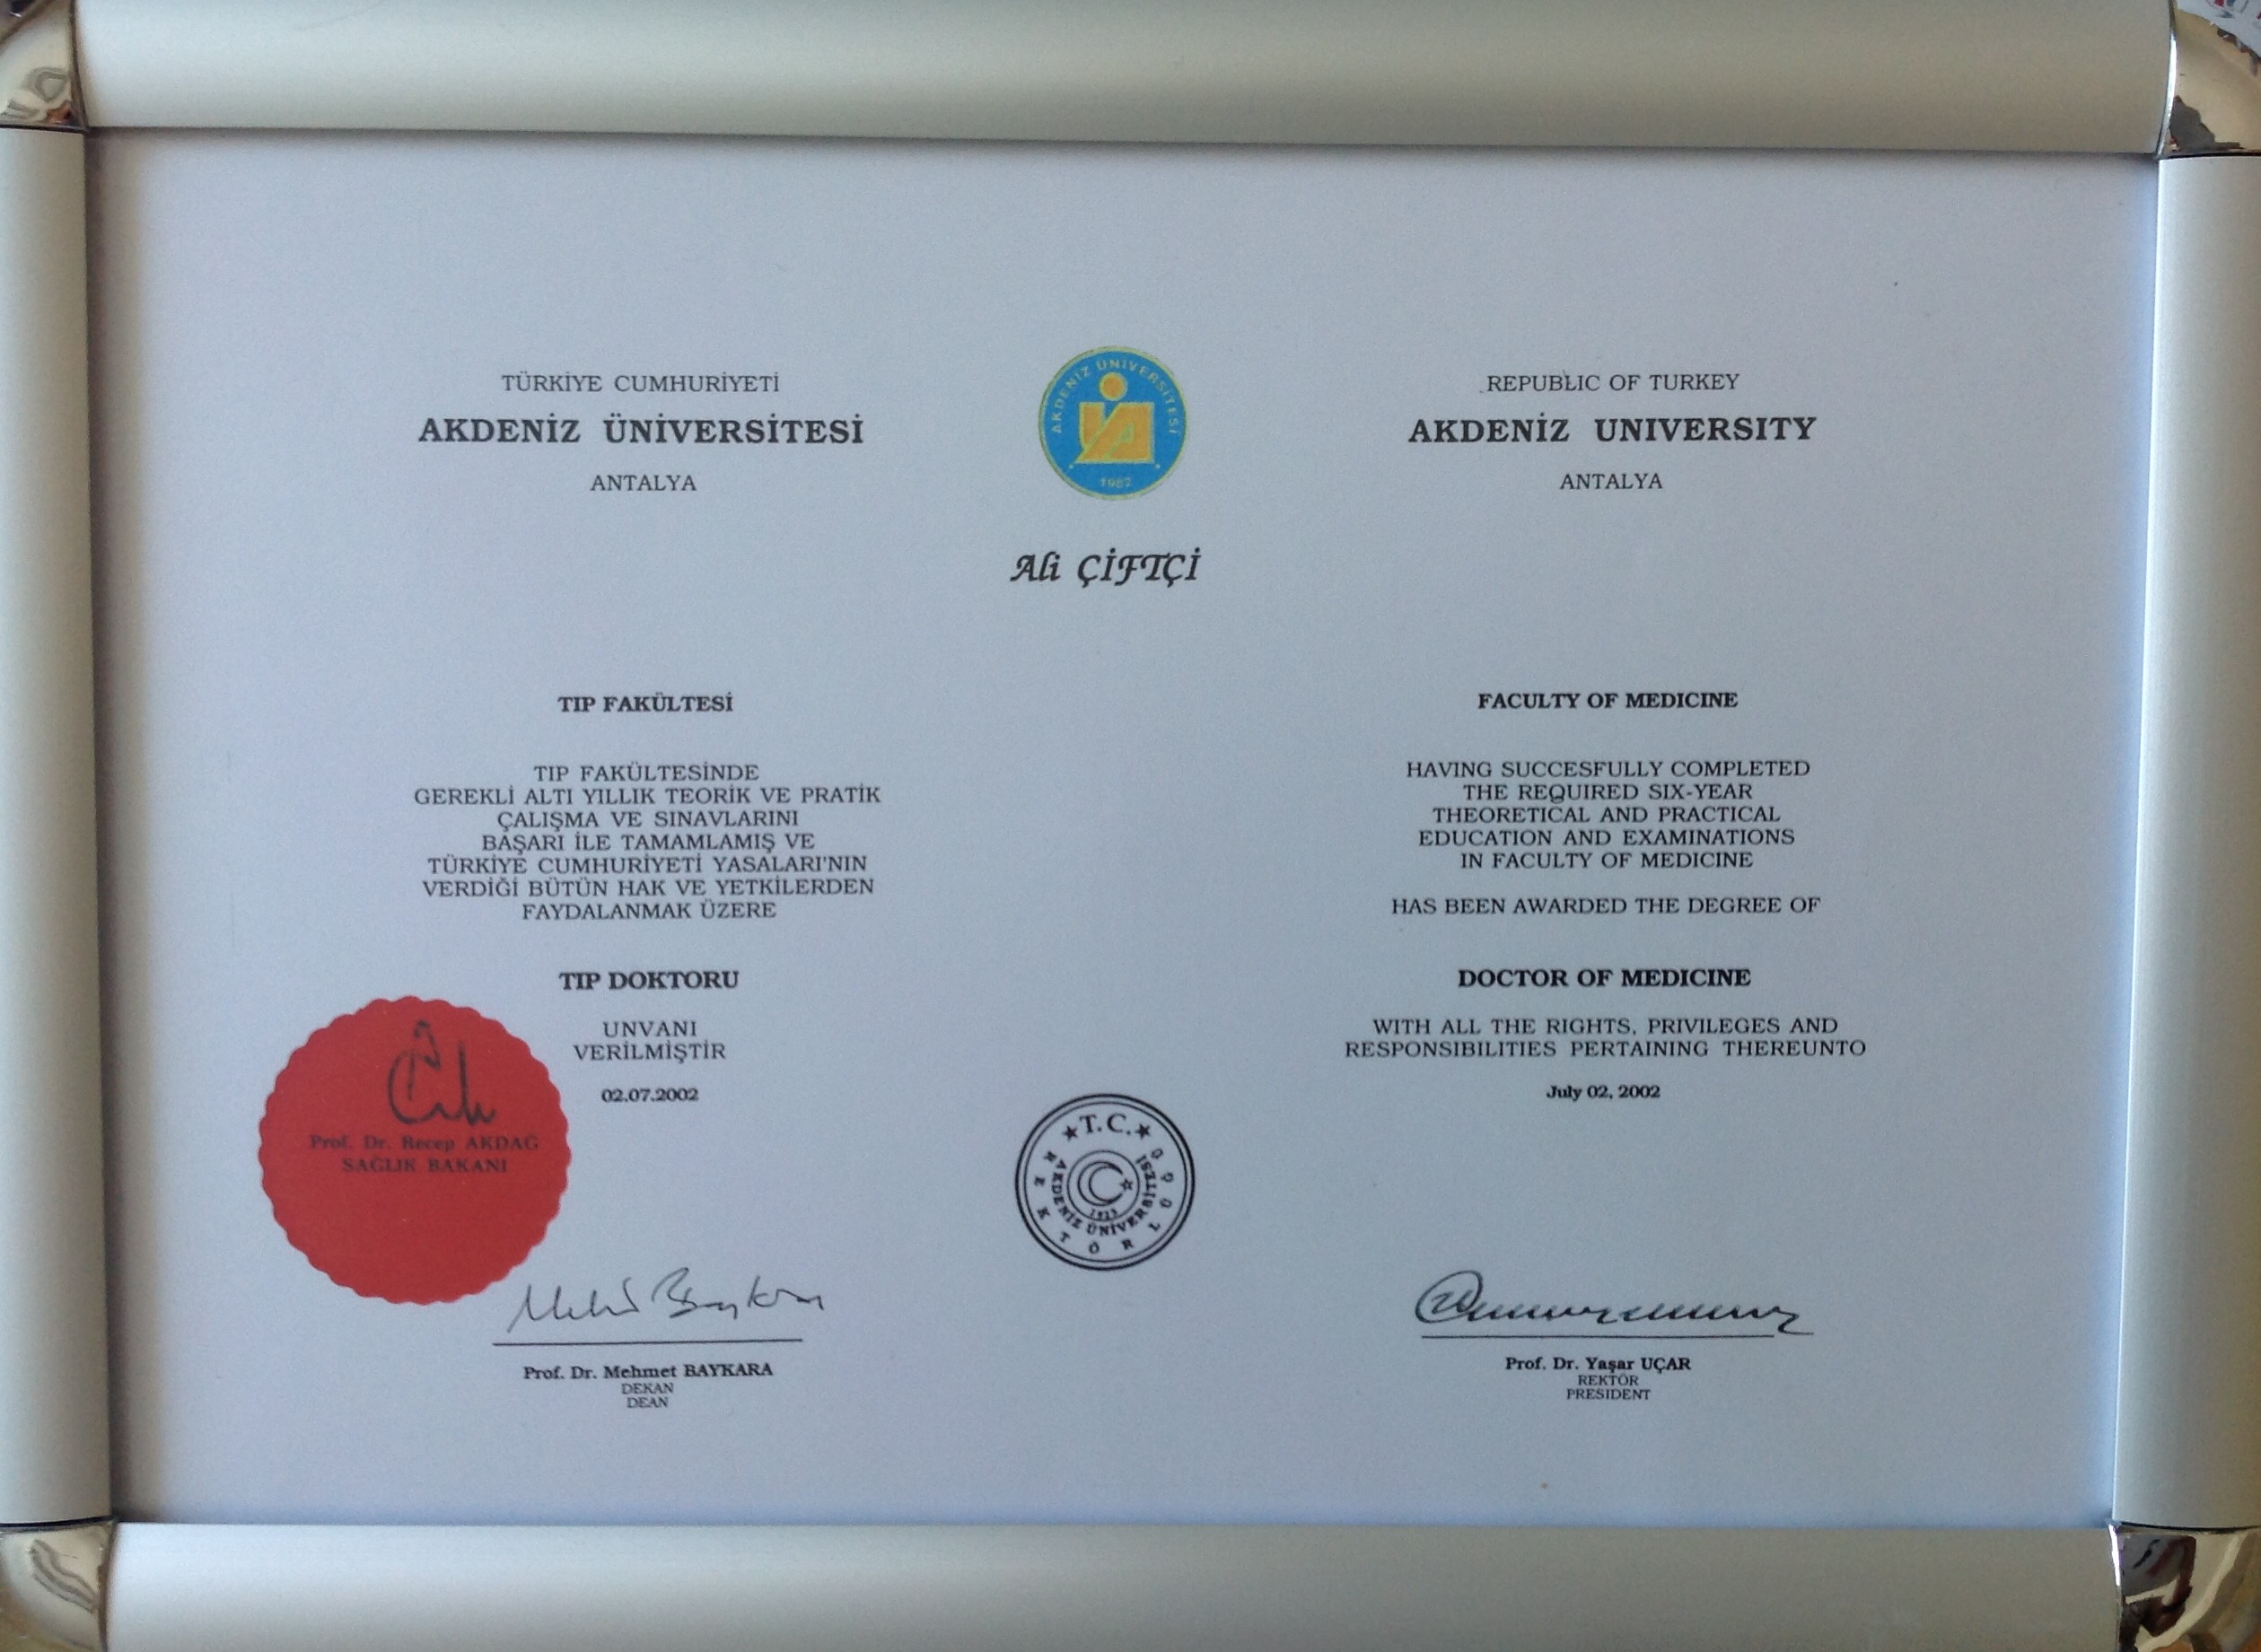 TÜRKİYE CUMHURİYETİ
AKDENİZ ÜNİVERSİTESİ
ANTALYA
AKDENİZ ÜNİVERSİTESİ
1982
REPUBLIC OF TURKEY
AKDENİZ UNIVERSITY
ANTALYA
Ali ÇİFTÇİ
TIP FAKÜLTESİ
TIP FAKÜLTESİNDE
GEREKLİ ALTI YILLIK TEORİK VE PRATİK
ÇALIŞMA VE SINAVLARINI
BAŞARI İLE TAMAMLAMIŞ VE
TÜRKİYE CUMHURİYETİ YASALARI'NIN
VERDİĞİ BÜTÜN HAK VE YETKİLERDEN
FAYDALANMAK ÜZERE
TIP DOKTORU
UNVANI
VERİLMİŞTİR
02.07.2002
FACULTY OF MEDICINE
HAVING SUCCESFULLY COMPLETED
THE REQUIRED SIX-YEAR
THEORETICAL AND PRACTICAL
EDUCATION AND EXAMINATIONS
IN FACULTY OF MEDICINE
HAS BEEN AWARDED THE DEGREE OF
DOCTOR OF MEDICINE
WITH ALL THE RIGHTS, PRIVILEGES AND
RESPONSIBILITIES PERTAINING THEREUNTO
July 02, 2002
Prof. Dr. Recep AKDAĞ
SAĞLIK BAKANI
T.C.
REKTÖRLÜĞÜ
AKDENİZ ÜNİVERSİTESİ
1923
Prof. Dr. Mehmet BAYKARA
DEKAN
DEAN
Prof. Dr. Yaşar UÇAR
REKTÖR
PRESIDENT